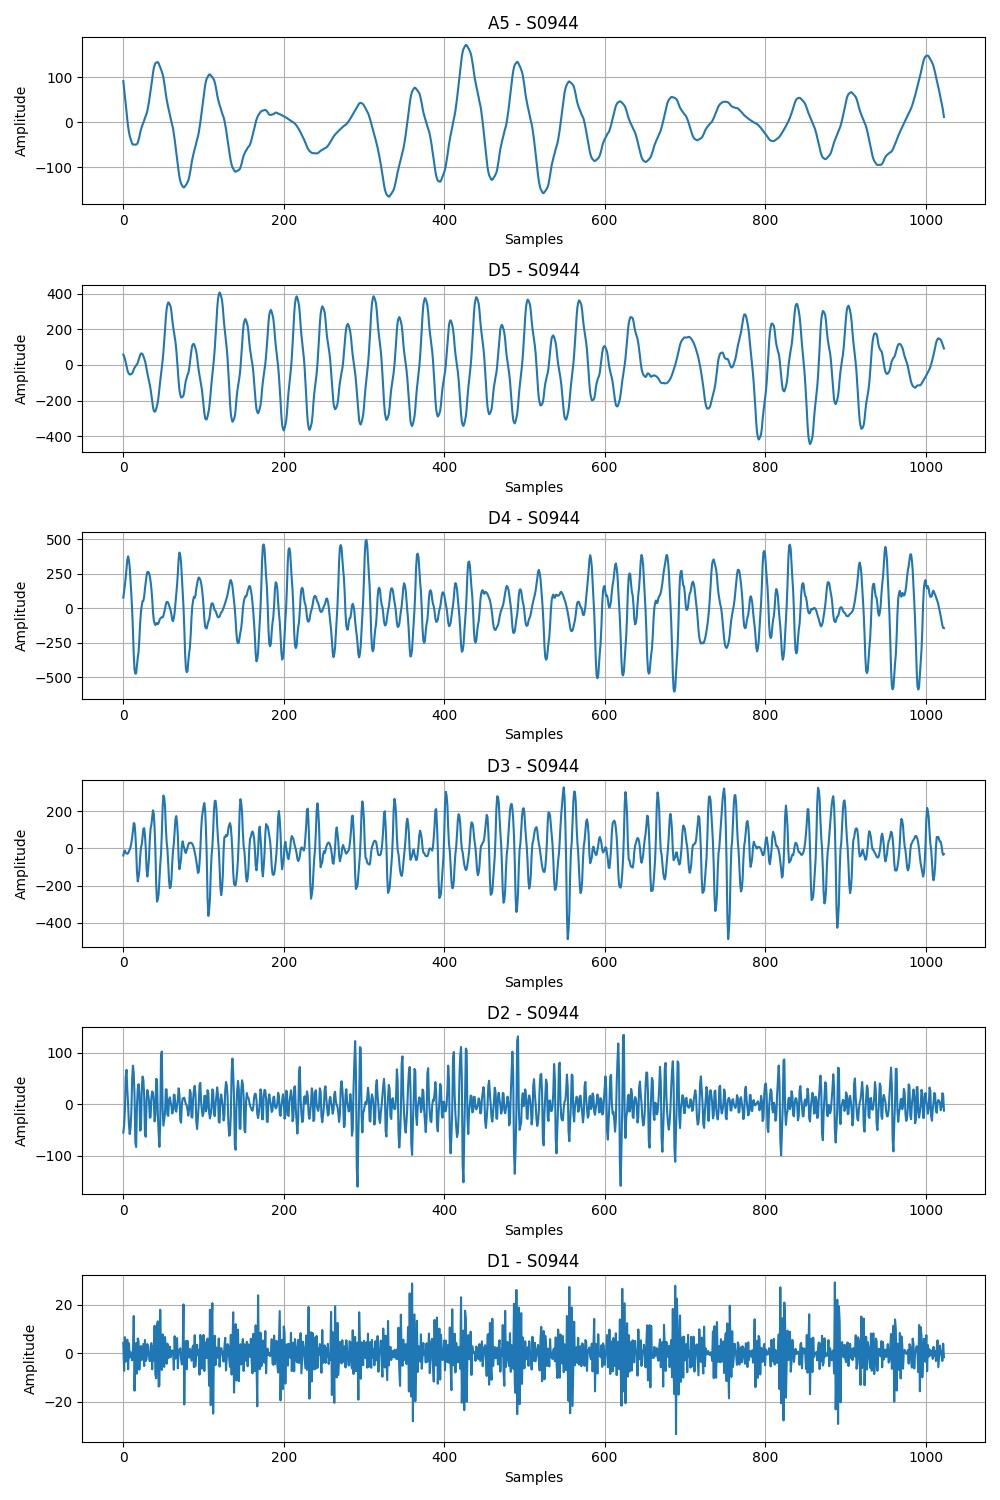 A5 - S0944
100
0
−100
Amplitude
0 200 400 600 800 1000
Samples
D5 - S0944
400
200
0
−200
−400
Amplitude
0 200 400 600 800 1000
Samples
D4 - S0944
500
250
0
−250
−500
Amplitude
0 200 400 600 800 1000
Samples
D3 - S0944
200
0
−200
−400
Amplitude
0 200 400 600 800 1000
Samples
D2 - S0944
100
0
−100
Amplitude
0 200 400 600 800 1000
Samples
D1 - S0944
20
0
−20
Amplitude
0 200 400 600 800 1000
Samples